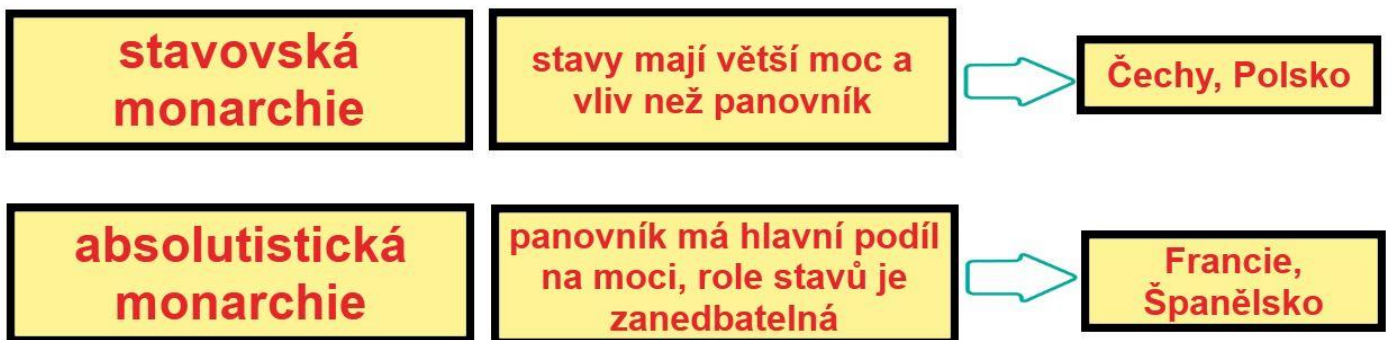 stavovská
monarchie
stavy mají větší moc a
vliv než panovník
Čechy, Polsko
absolutistická
monarchie
panovník má hlavní podíl
na moci, role stavů je
zanedbatelná
Francie,
Španělsko